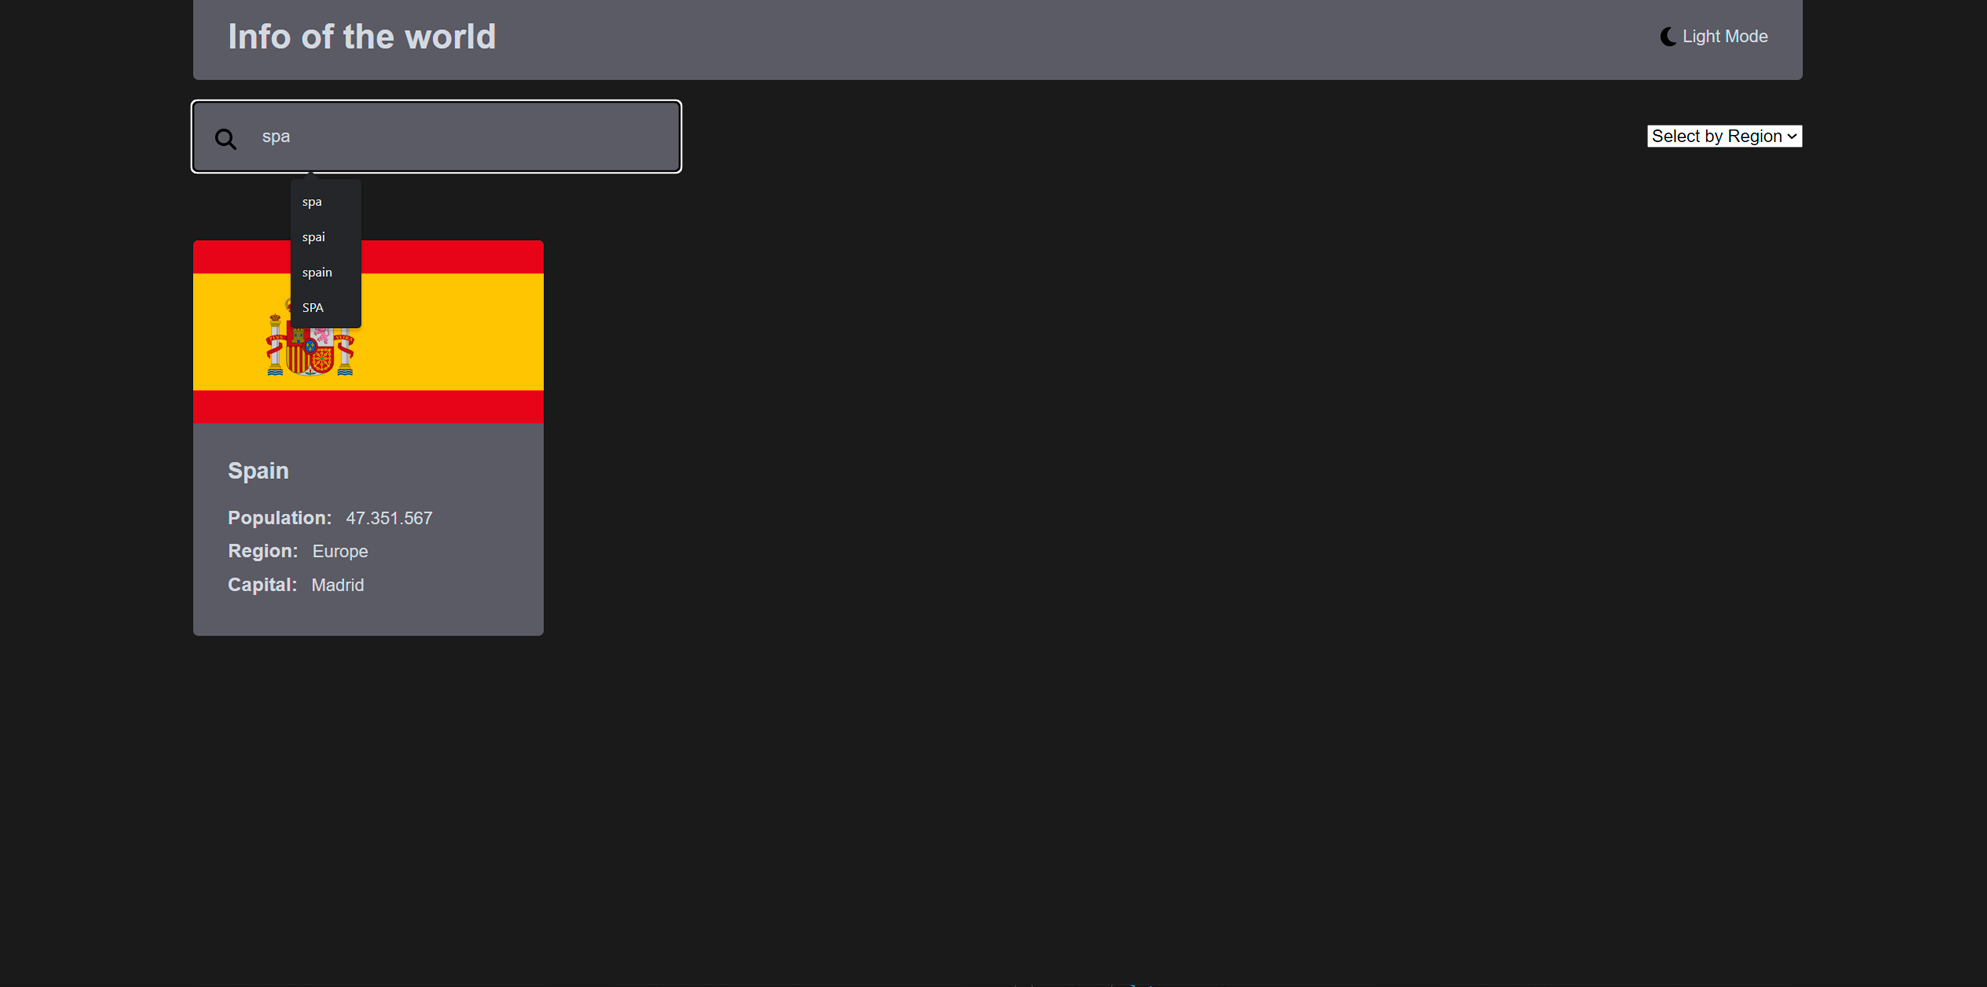 Info of the world
Light Mode
spa
Select by Region
spa
spai
spain
SPA
Spain
Population: 47.351.567
Region: Europe
Capital: Madrid